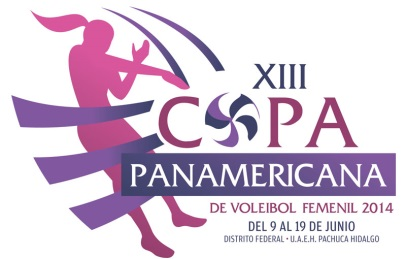 XIII
COPA
PANAMERICANA
DE VOLEIBOL FEMENIL 2014
DEL 9 AL 19 DE JUNIO
DISTRITO FEDERAL • U.A.E.H. PACHUCA HIDALGO